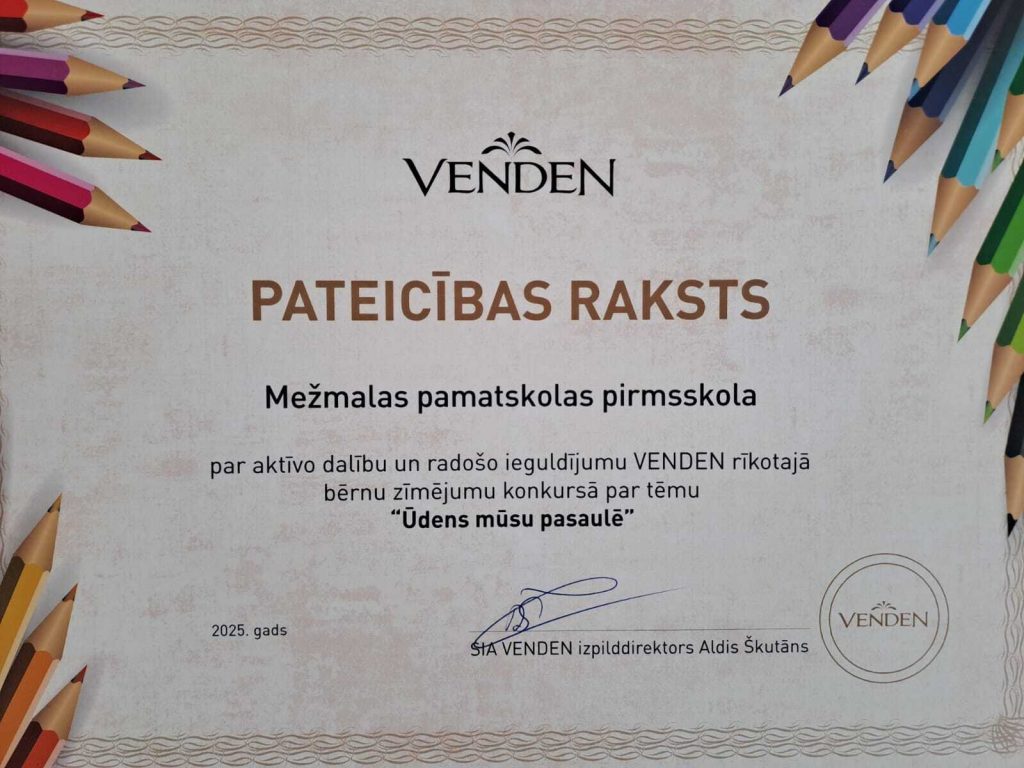 VENDEN
PATEICĪBAS RAKSTS
Mežmalas pamatskolas pirmsskola
par aktīvo dalību un radošo ieguldījumu VENDEN rīkotajā
bērnu zīmējumu konkursā par tēmu
“Ūdens mūsu pasaulē”
2025. gads
SIA VENDEN izpilddirektors Aldis Škutāns
VENDEN